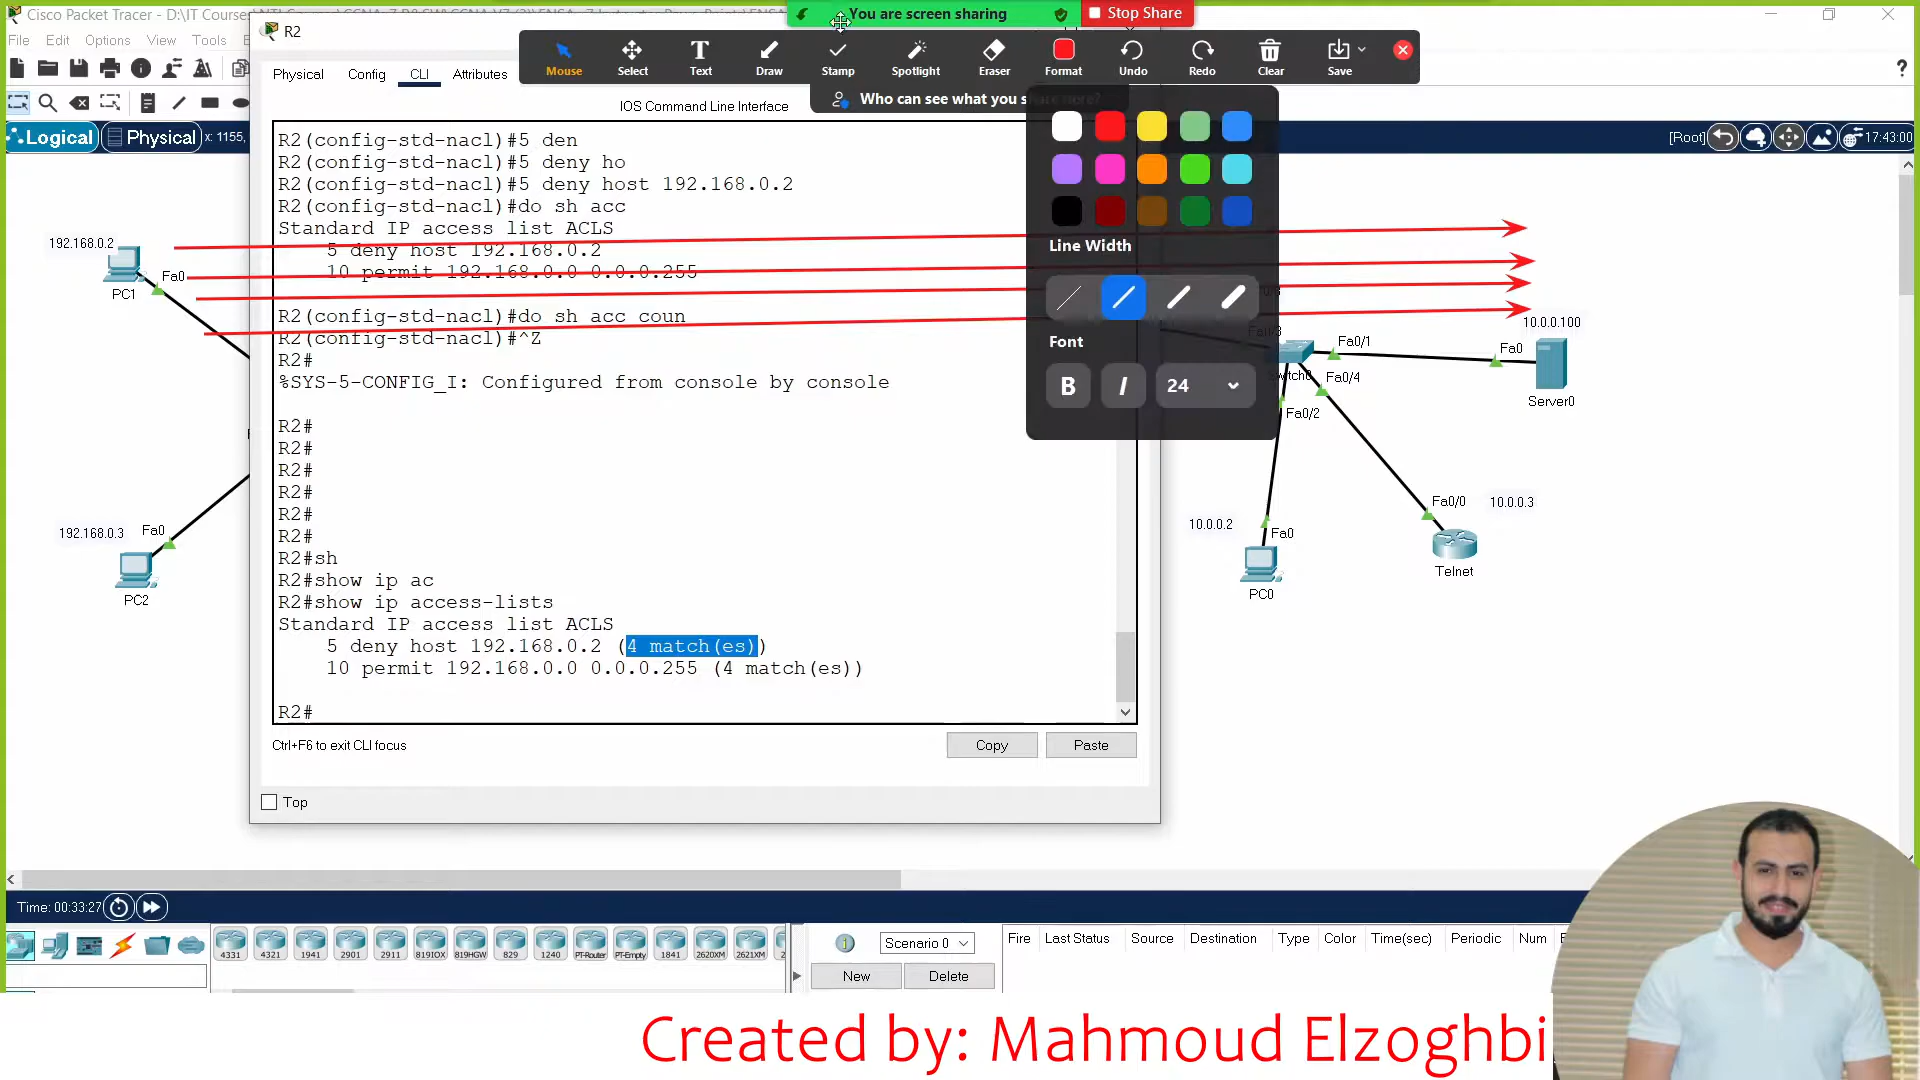 Cisco Packet Tracer - D:\IT Cours
You are screen sharing
Stop Share
File Edit Options View Tools
R2
Mouse Select Text Draw Stamp Spotlight Eraser Format Undo Redo Clear Save
Physical Config CLI Attributes
IOS Command Line Interface
Who can see what you share here?
Logical Physical x: 1155,
[Root] 17:43:00
R2(config-std-nacl)#5 den
R2(config-std-nacl)#5 deny ho
R2(config-std-nacl)#5 deny host 192.168.0.2
R2(config-std-nacl)#do sh acc
Standard IP access list ACLS
5 deny host 192.168.0.2
10 permit 192.168.0.0 0.0.0.255
R2(config-std-nacl)#do sh acc coun
R2(config-std-nacl)#^Z
R2#
%SYS-5-CONFIG_I: Configured from console by console
R2#
R2#
R2#
R2#
R2#
R2#
R2#sh
R2#show ip ac
R2#show ip access-lists
Standard IP access list ACLS
5 deny host 192.168.0.2 (4 match(es))
10 permit 192.168.0.0 0.0.0.255 (4 match(es))
R2#
Ctrl+F6 to exit CLI focus
Copy
Paste
Top
Line Width
Font
B I 24
192.168.0.2
Fa0
PC1
192.168.0.3
Fa0
PC2
10.0.0.100
Fa0/1
Fa0
Server0
Fa0/4
Fa0/2
Fa0/0
10.0.0.3
Telnet
10.0.0.2
Fa0
PC0
Time: 00:33:27
4331 4321 1941 2901 2911 819IOX 819HGW 829 1240 PT-Router PT-Empty 1841 2620XM 2621XM
Scenario 0
New
Delete
Fire Last Status Source Destination Type Color Time(sec) Periodic Num
Created by: Mahmoud Elzoghbi